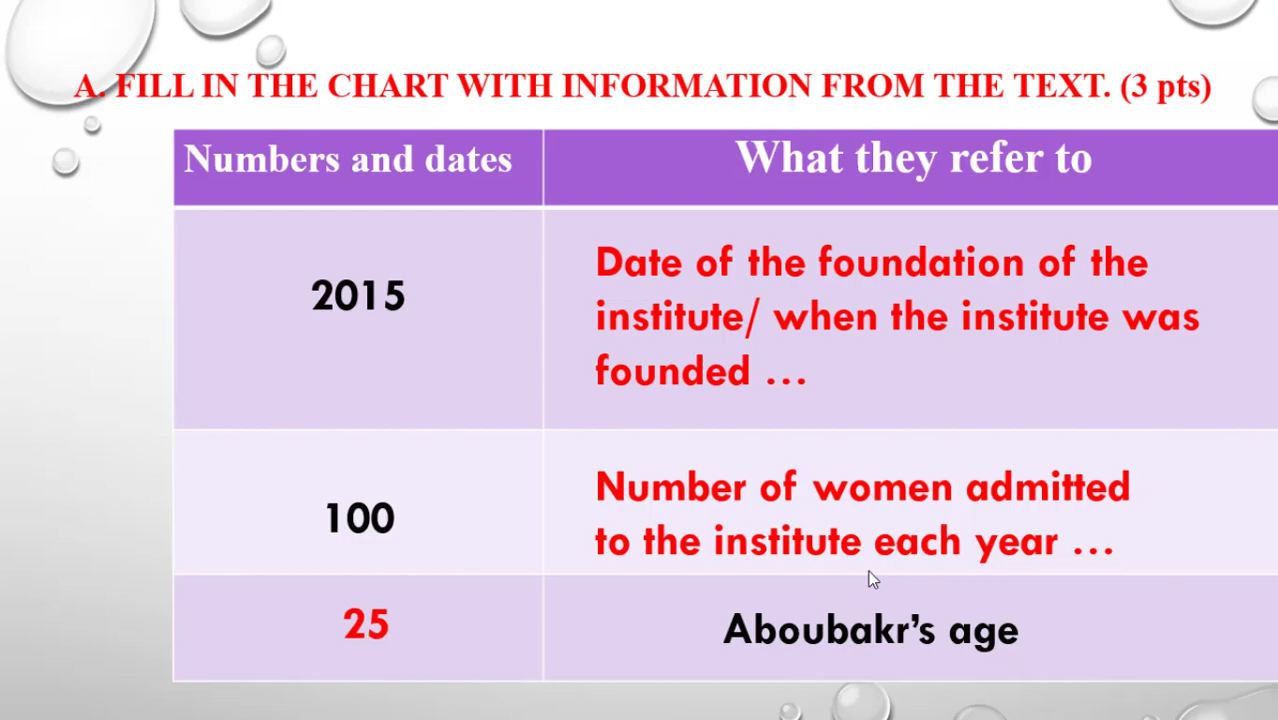 A. FILL IN THE CHART WITH INFORMATION FROM THE TEXT. (3 pts)
Numbers and dates
What they refer to
2015
Date of the foundation of the
institute/ when the institute was
founded …
100
Number of women admitted
to the institute each year …
25
Aboubakr’s age